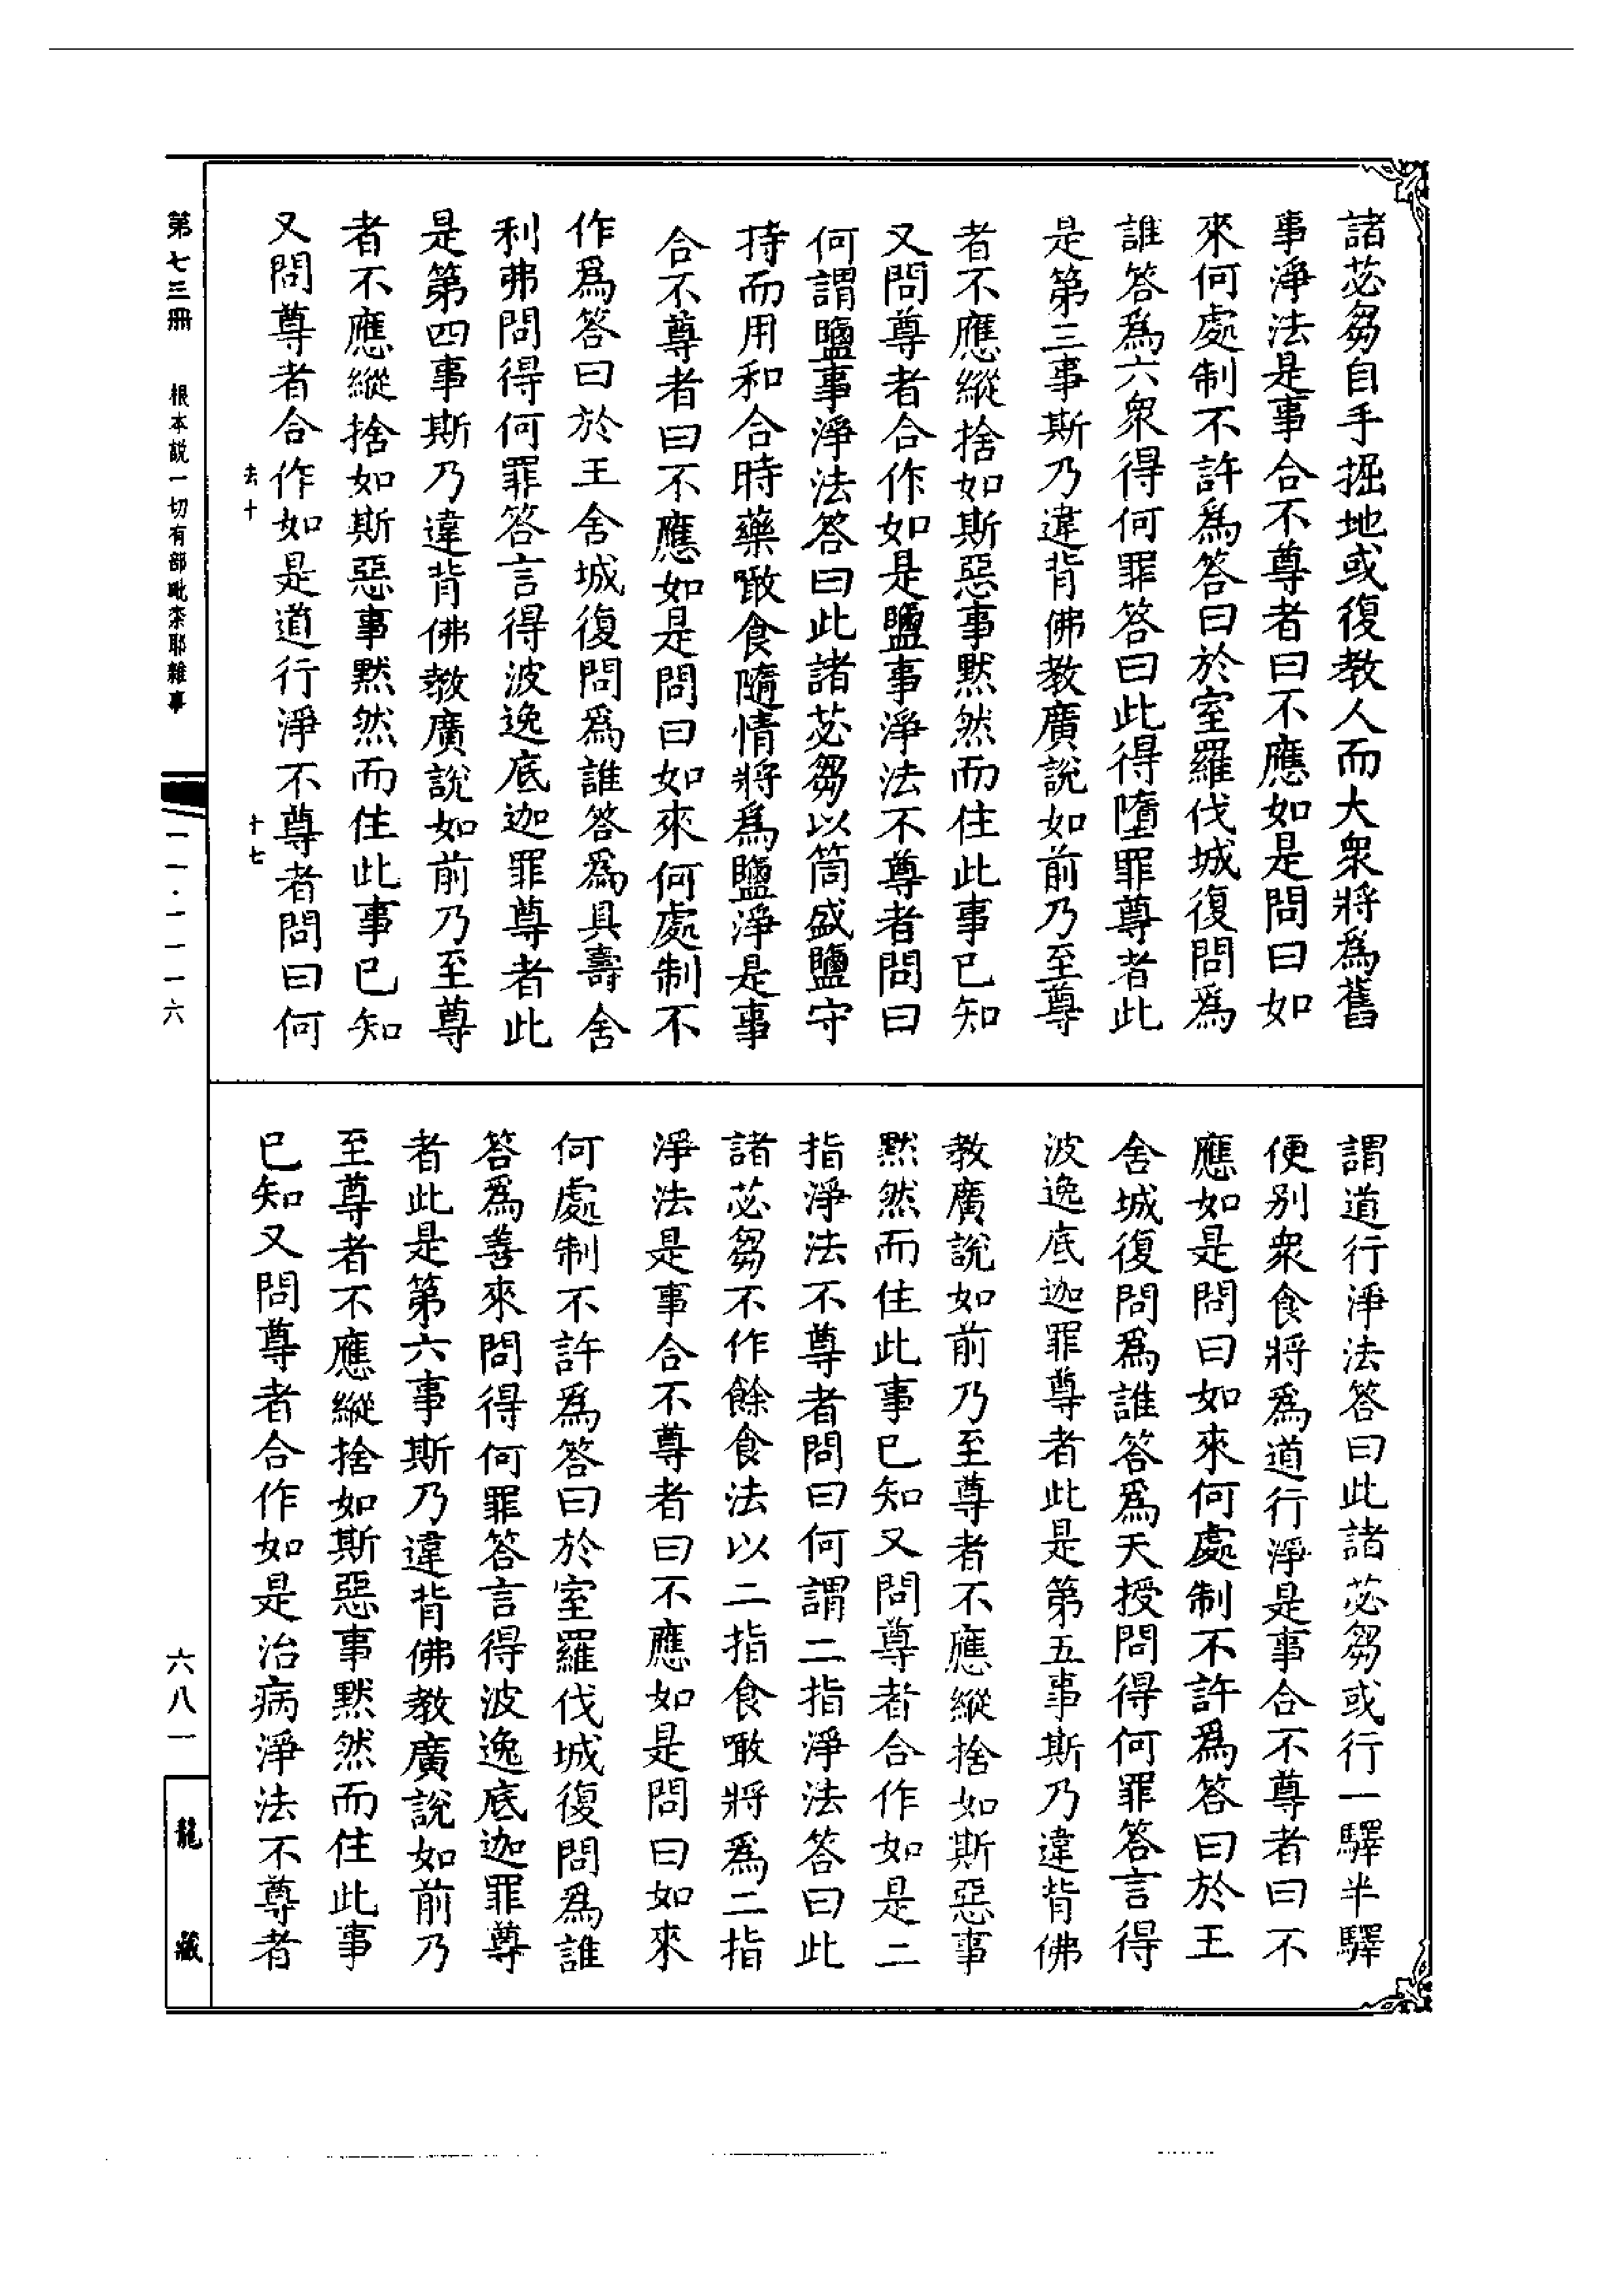 諸苾芻自手掘地或復教人而大衆將爲舊
事淨法是事合不尊者曰不應如是問曰如
來何處制不許爲答曰於室羅伐城復問爲
誰答爲六衆得何罪答曰此得墮罪尊者此
是第三事斯乃違背佛教廣說如前乃至尊
者不應縱捨如斯惡事默然而住此事已知
又問尊者合作如是鹽事淨法不尊者問曰
何謂鹽事淨法答曰此諸苾芻以筒盛鹽守
持而用和合時藥噉食隨情將爲鹽淨是事
合不尊者曰不應如是問曰如來何處制不
作爲答曰於王舍城復問爲誰答爲具壽舍
利弗問得何罪答言得波逸底迦罪尊者此
是第四事斯乃違背佛教廣說如前乃至尊
者不應縱捨如斯惡事默然而住此事已知
又問尊者合作如是道行淨不尊者問曰何
去十
十七
謂道行淨法答曰此諸苾芻或行一驛半驛
便別衆食將爲道行淨是事合不尊者曰不
應如是問曰如來何處制不許爲答曰於王
舍城復問爲誰答爲天授問得何罪答言得
波逸底迦罪尊者此是第五事斯乃違背佛
教廣說如前乃至尊者不應縱捨如斯惡事
默然而住此事已知又問尊者合作如是二
指淨法不尊者問曰何謂二指淨法答曰此
諸苾芻不作餘食法以二指食噉將爲二指
淨法是事合不尊者曰不應如是問曰如來
何處制不許爲答曰於室羅伐城復問爲誰
答爲善來問得何罪答言得波逸底迦罪尊
者此是第六事斯乃違背佛教廣說如前乃
至尊者不應縱捨如斯惡事默然而住此事
已知又問尊者合作如是治病淨法不尊者
第七三冊 根本說一切有部毗奈耶雜事
一一·一一一六
六八一
龍藏